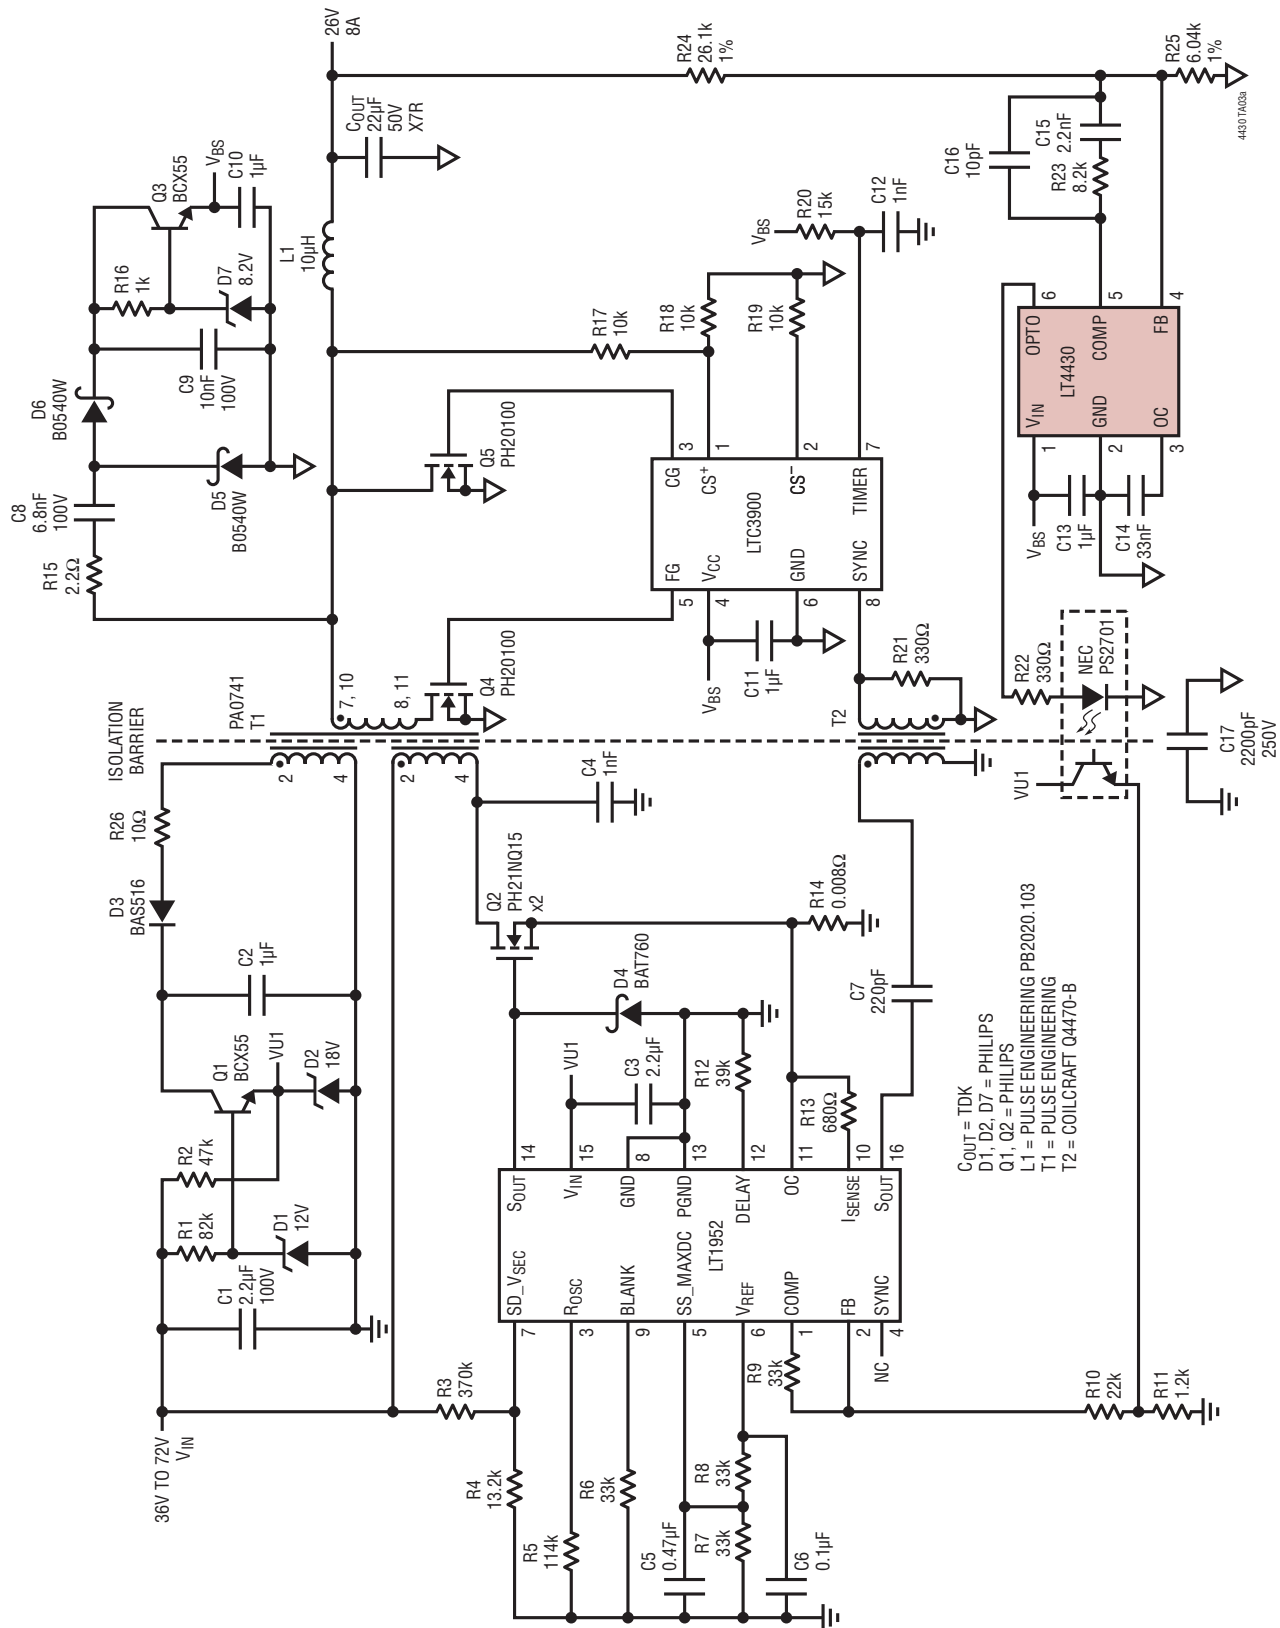 36V TO 72V
VIN
C1
2.2µF
100V
R1
82k
R2
47k
D1
12V
Q1
BCX55
VU1
D2
18V
C2
1µF
D3
BAS516
R26
10Ω
ISOLATION
BARRIER
PA0741
T1
2
4
2
4
7, 10
8, 11
R15
2.2Ω
C8
6.8nF
100V
D5
B0540W
D6
B0540W
C9
10nF
100V
R16
1k
D7
8.2V
Q3
BCX55
VBS
C10
1µF
L1
10µH
COUT
22µF
50V
X7R
26V
8A
R3
370k
R4
13.2k
R5
114k
R6
33k
C5
0.47µF
R7
33k
R8
33k
C6
0.1µF
R9
33k
NC
R10
22k
R11
1.2k
7
3
9
5
6
1
2
4
SD_VSEC
ROSC
BLANK
SS_MAXDC
VREF
COMP
FB
SYNC
LT1952
SOUT
VIN
GND
PGND
DELAY
OC
ISENSE
SOUT
14
15
8
13
12
11
10
16
VU1
C3
2.2µF
D4
BAT760
R12
39k
R13
680Ω
Q2
PH21NQ15
x2
C4
1nF
R14
0.008Ω
C7
220pF
Q4
PH20100
Q5
PH20100
R17
10k
R18
10k
R19
10k
VBS
R20
15k
C12
1nF
R24
26.1k
1%
VBS
C11
1µF
5
4
6
8
FG
VCC
GND
SYNC
LTC3900
CG
CS+
CS–
TIMER
3
1
2
7
T2
R21
330Ω
R22
330Ω
NEC
PS2701
VU1
C17
2200pF
250V
VBS
C13
1µF
C14
33nF
1
2
3
VIN
GND
OC
LT4430
OPTO
COMP
FB
6
5
4
C16
10pF
R23
8.2k
C15
2.2nF
R25
6.04k
1%
4430 TA03a
COUT = TDK
D1, D2, D7 = PHILIPS
Q1, Q2 = PHILIPS
L1 = PULSE ENGINEERING PB2020.103
T1 = PULSE ENGINEERING
T2 = COILCRAFT Q4470-B